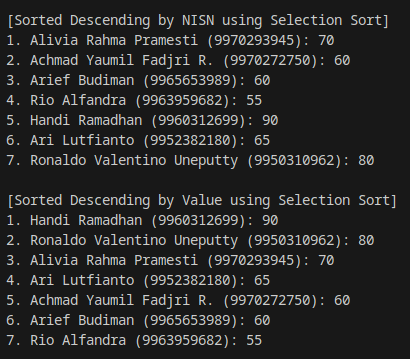 [Sorted Descending by NISN using Selection Sort]
1. Alivia Rahma Pramesti (9970293945): 70
2. Achmad Yaumil Fadjri R. (9970272750): 60
3. Arief Budiman (9965653989): 60
4. Rio Alfandra (9963959682): 55
5. Handi Ramadhan (9960312699): 90
6. Ari Lutfianto (9952382180): 65
7. Ronaldo Valentino Uneputty (9950310962): 80
[Sorted Descending by Value using Selection Sort]
1. Handi Ramadhan (9960312699): 90
2. Ronaldo Valentino Uneputty (9950310962): 80
3. Alivia Rahma Pramesti (9970293945): 70
4. Ari Lutfianto (9952382180): 65
5. Achmad Yaumil Fadjri R. (9970272750): 60
6. Arief Budiman (9965653989): 60
7. Rio Alfandra (9963959682): 55